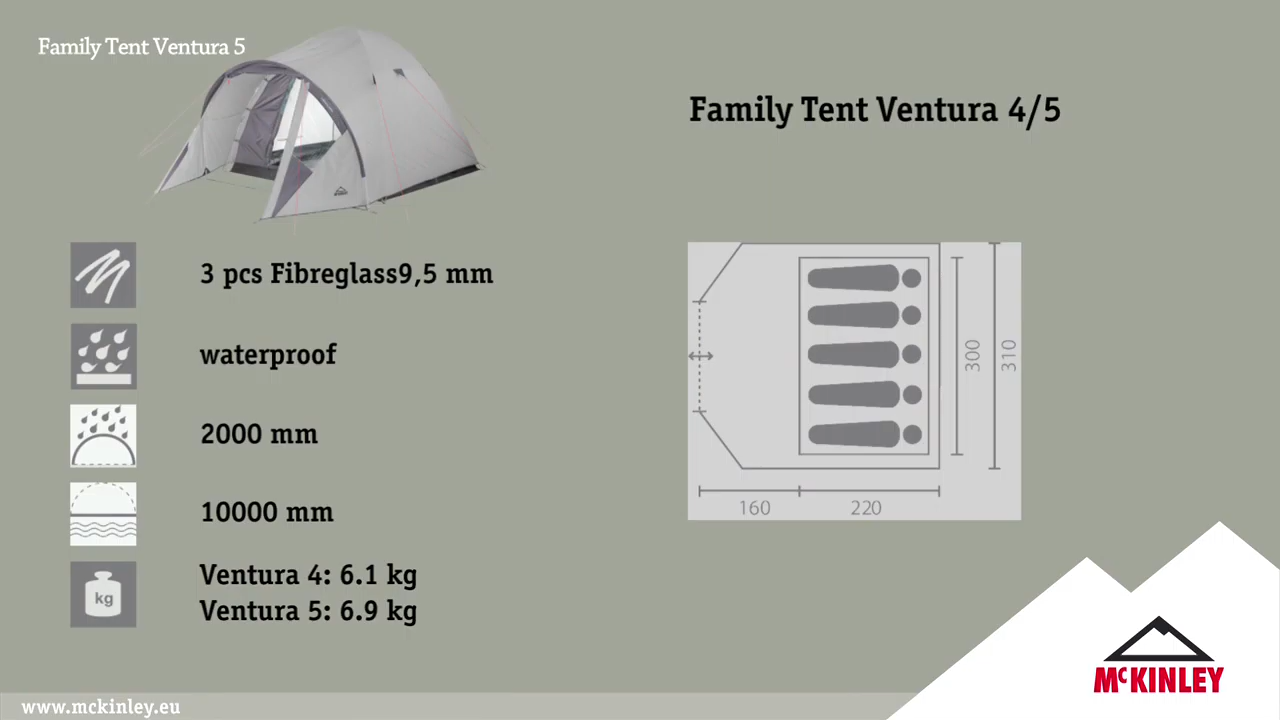 Family Tent Ventura 5
Family Tent Ventura 4/5
3 pcs Fibreglass9,5 mm
waterproof
2000 mm
10000 mm
kg
Ventura 4: 6.1 kg
Ventura 5: 6.9 kg
300
310
160
220
McKINLEY
McKINLEY
www.mckinley.eu